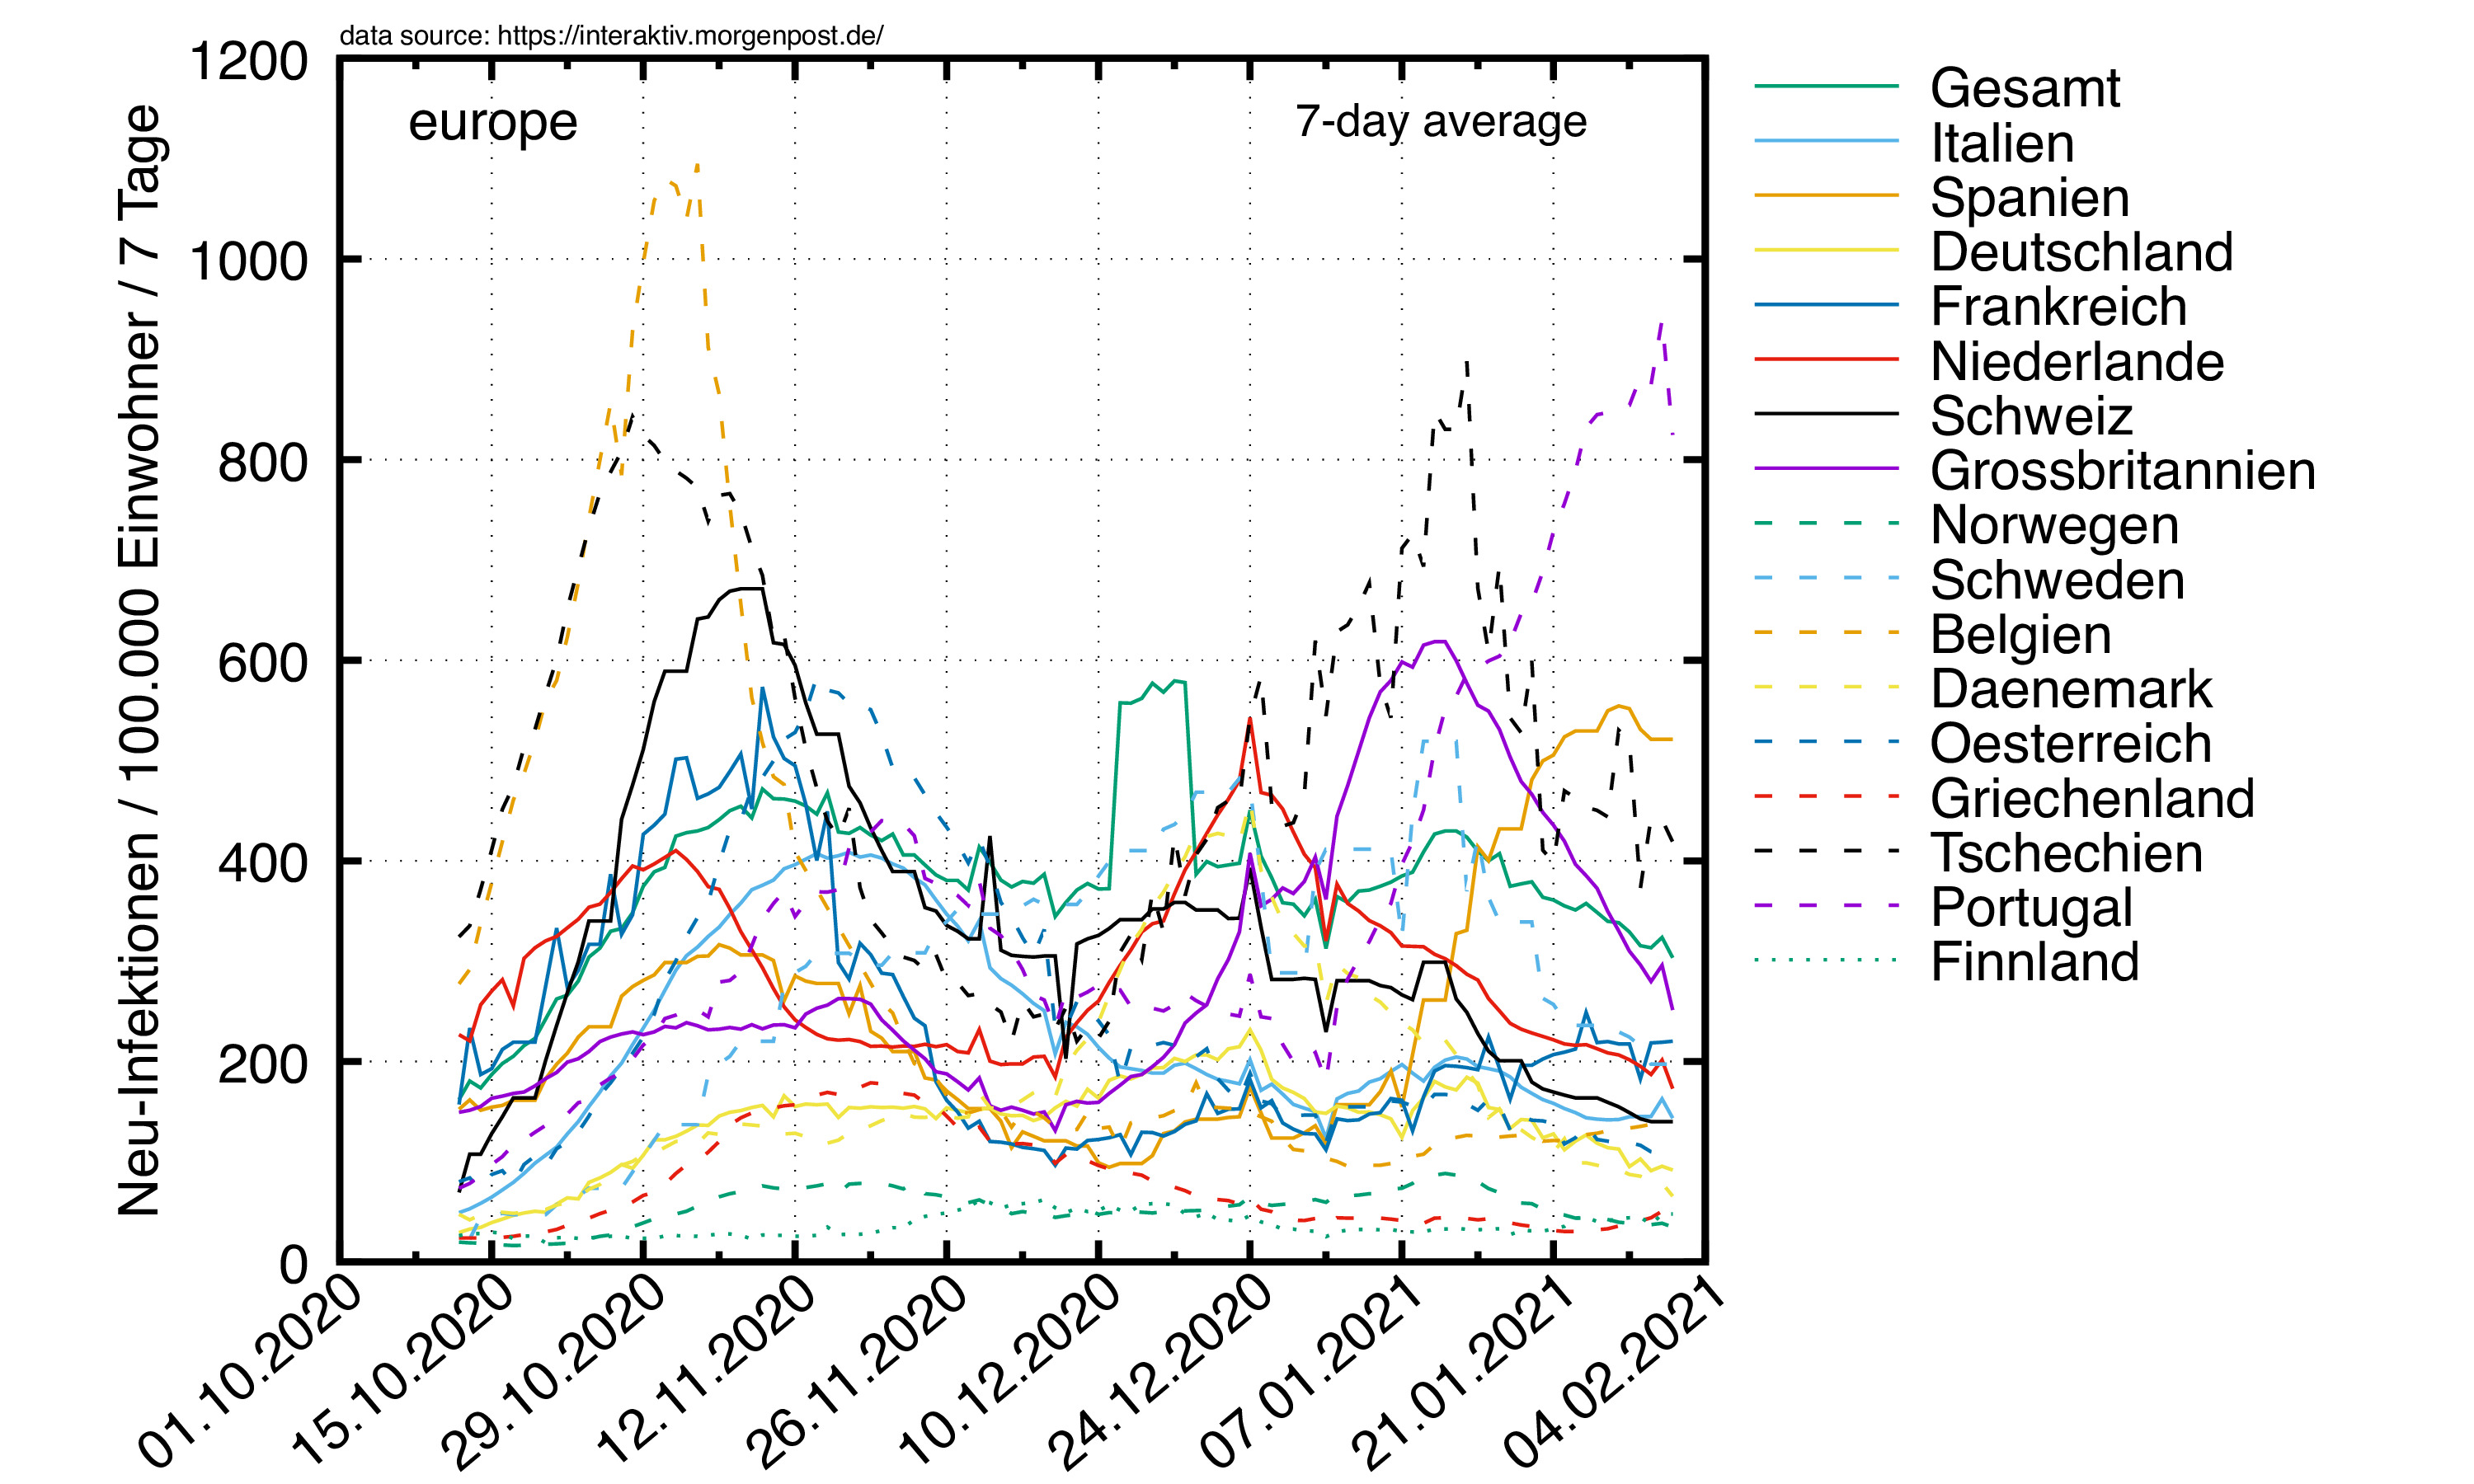 data source: https://interaktiv.morgenpost.de/
europe
7-day average
Neu-Infektionen / 100.000 Einwohner / 7 Tage
1200
1000
800
600
400
200
0
01.10.2020
15.10.2020
29.10.2020
12.11.2020
26.11.2020
10.12.2020
24.12.2020
07.01.2021
21.01.2021
04.02.2021
Gesamt
Italien
Spanien
Deutschland
Frankreich
Niederlande
Schweiz
Grossbritannien
Norwegen
Schweden
Belgien
Daenemark
Oesterreich
Griechenland
Tschechien
Portugal
Finnland